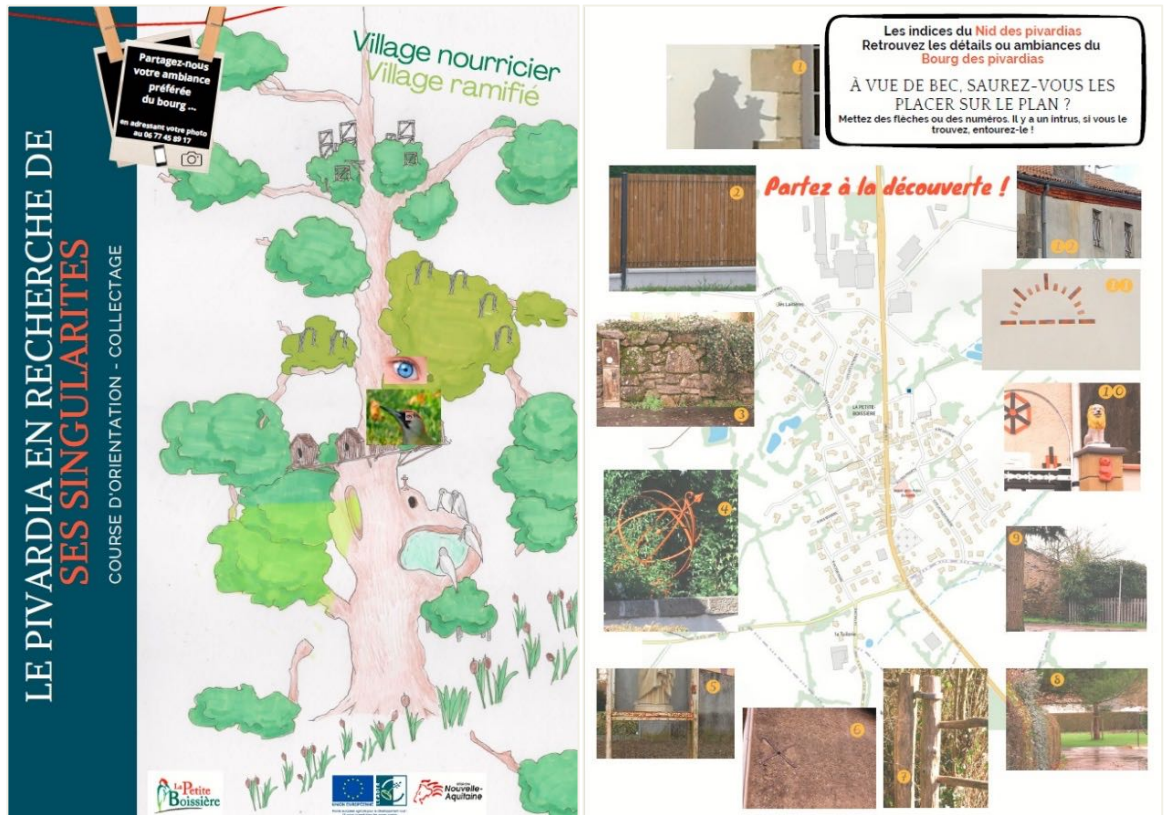 LE PIVARDIA EN RECHERCHE DE
SES SINGULARITES
COURSE D'ORIENTATION - COLLECTAGE
Partagez-nous
votre ambiance
préférée
du bourg ...
en adressant votre photo
au 06 77 45 89 17
Village nourricier
Village ramifié
La Petite
Boissière
UNION EUROPEENNE
Nouvelle-
Aquitaine
Les indices du Nid des pivardias
Retrouvez les détails ou ambiances du
Bourg des pivardias
À VUE DE BEC, SAUREZ-VOUS LES
PLACER SUR LE PLAN ?
Mettez des flèches ou des numéros. Il y a un intrus, si vous le
trouvez, entourez-le !
Partez à la découverte !
1
2
3
4
5
6
7
8
9
10
11
12
LA PETITE
BOISSIÈRE